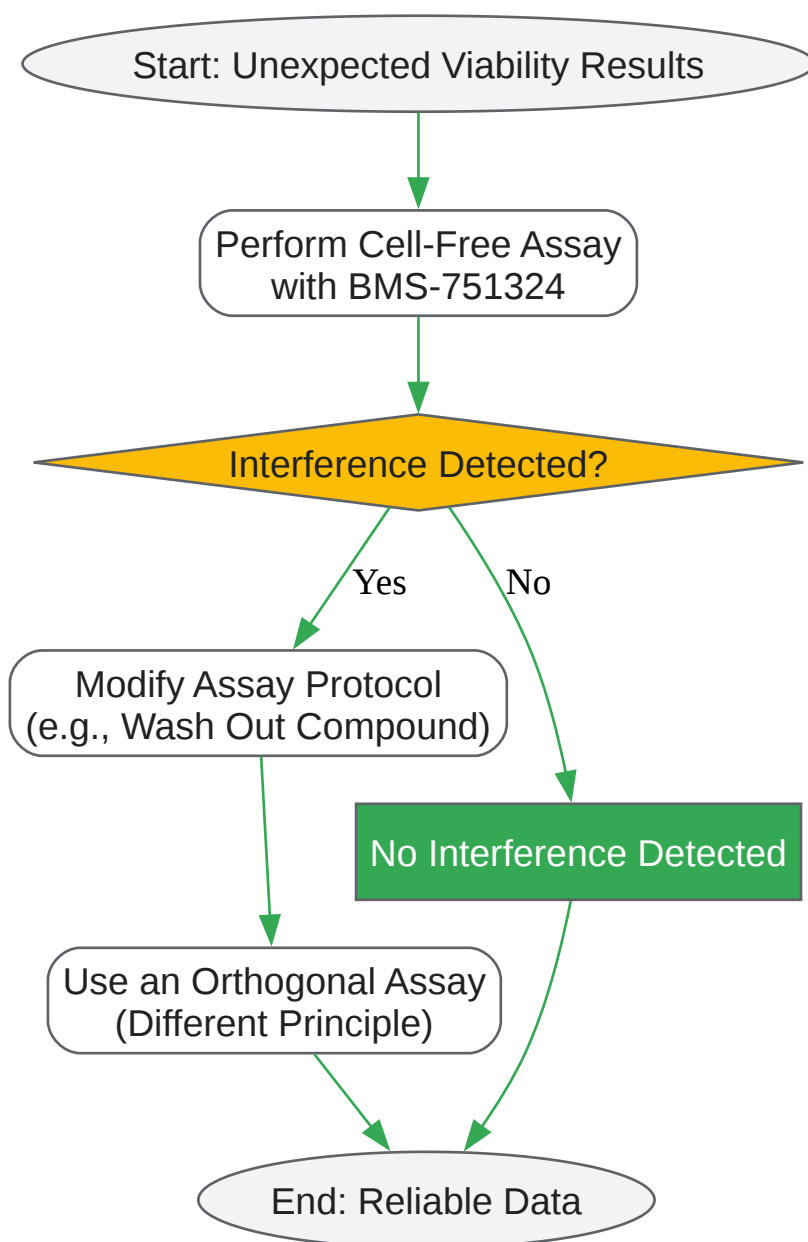 Start: Unexpected Viability Results
Perform Cell-Free Assay
with BMS-751324
Interference Detected?
Yes
No
Modify Assay Protocol
(e.g., Wash Out Compound)
No Interference Detected
Use an Orthogonal Assay
(Different Principle)
End: Reliable Data